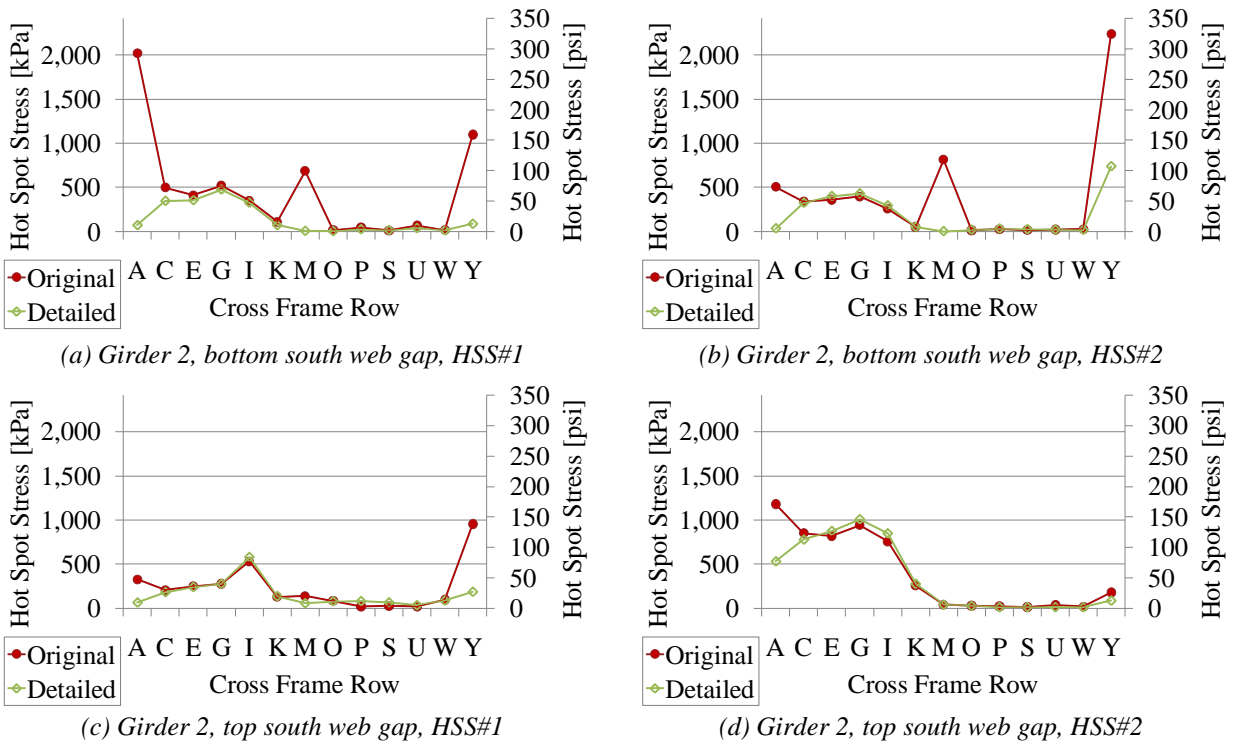 Hot Spot Stress [kPa]
2,000
1,500
1,000
500
0
350
300
250
200
150
100
50
0
Hot Spot Stress [psi]
A C E G I K M O P S U W Y
Original
Detailed
Cross Frame Row
(a) Girder 2, bottom south web gap, HSS#1
Hot Spot Stress [kPa]
2,000
1,500
1,000
500
0
350
300
250
200
150
100
50
0
Hot Spot Stress [psi]
A C E G I K M O P S U W Y
Original
Detailed
Cross Frame Row
(b) Girder 2, bottom south web gap, HSS#2
Hot Spot Stress [kPa]
2,000
1,500
1,000
500
0
350
300
250
200
150
100
50
0
Hot Spot Stress [psi]
A C E G I K M O P S U W Y
Original
Detailed
Cross Frame Row
(c) Girder 2, top south web gap, HSS#1
Hot Spot Stress [kPa]
2,000
1,500
1,000
500
0
350
300
250
200
150
100
50
0
Hot Spot Stress [psi]
A C E G I K M O P S U W Y
Original
Detailed
Cross Frame Row
(d) Girder 2, top south web gap, HSS#2